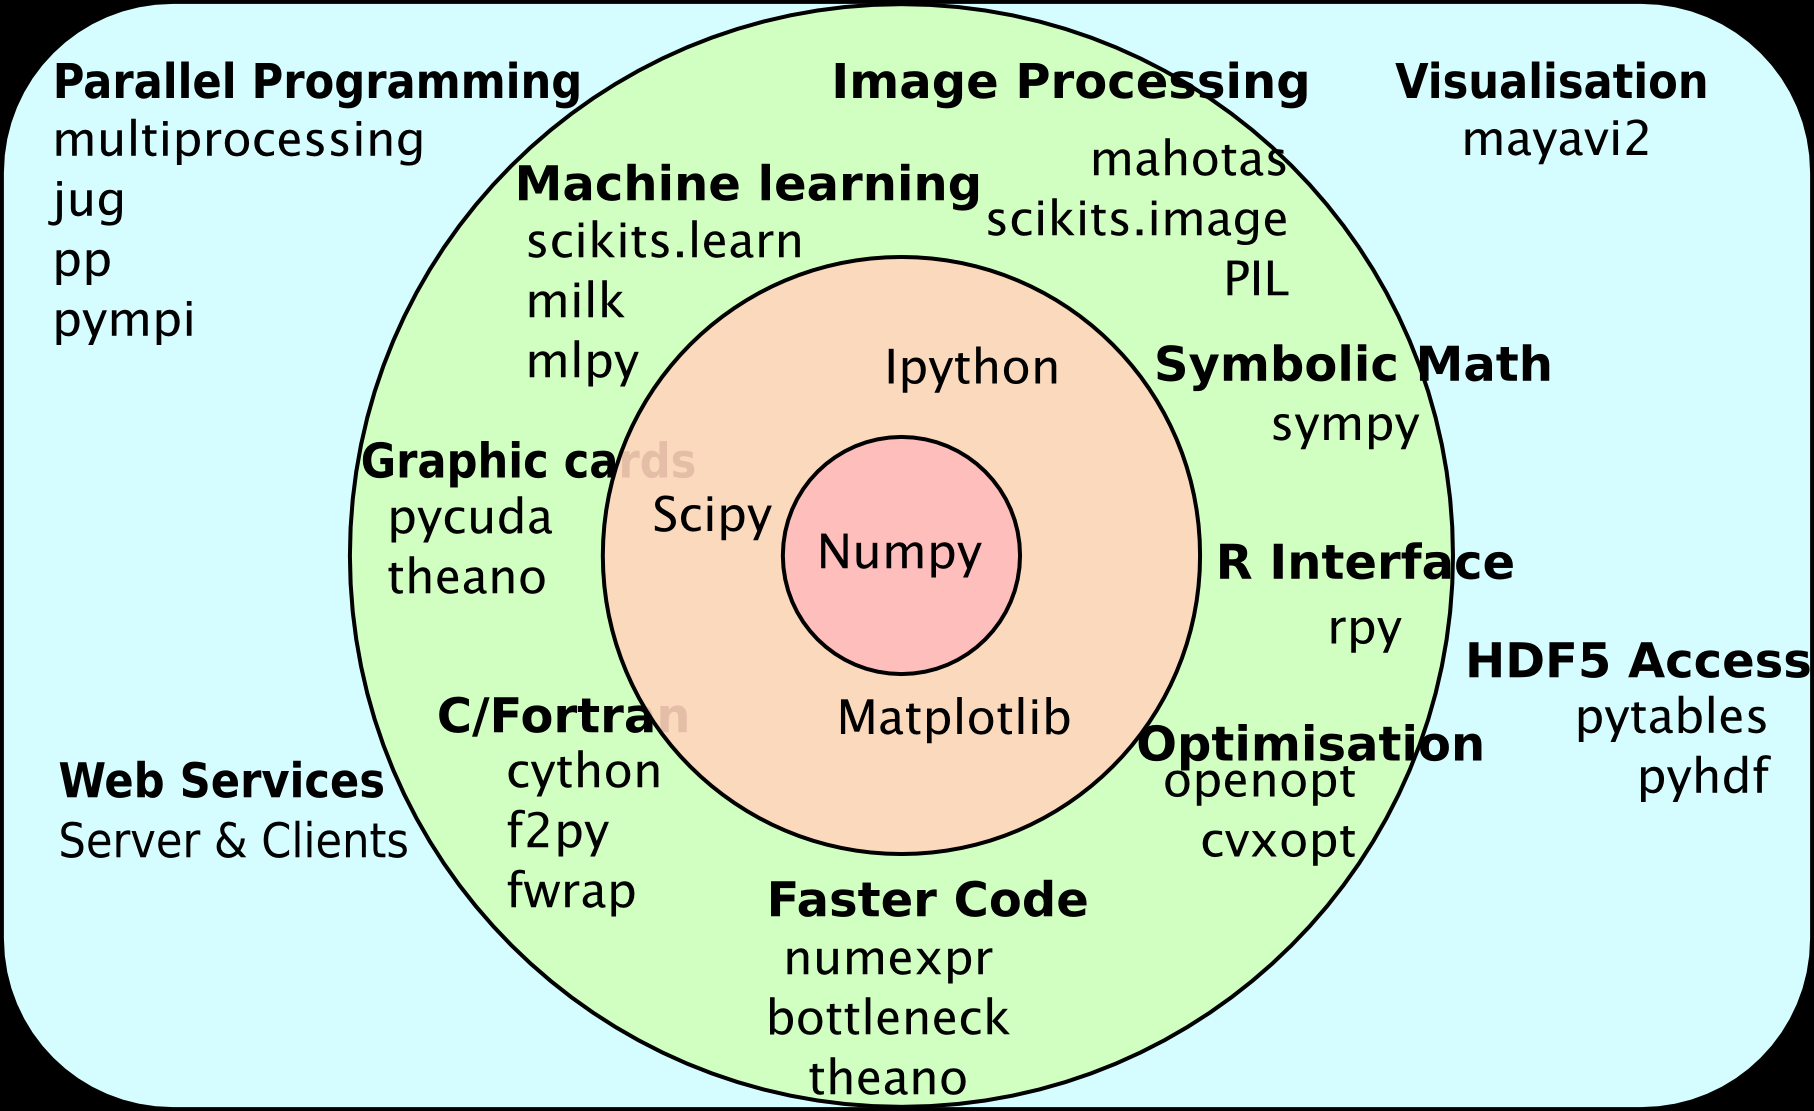 Parallel Programming
multiprocessing
jug
pp
pympi
Image Processing
mahotas
scikits.image
PIL
Visualisation
mayavi2
Machine learning
scikits.learn
milk
mlpy
Ipython
Symbolic Math
sympy
Graphic cards
pycuda
theano
Scipy
Numpy
R Interface
rpy
HDF5 Access
pytables
pyhdf
C/Fortran
cython
f2py
fwrap
Matplotlib
Optimisation
openopt
cvxopt
Web Services
Server & Clients
Faster Code
numexpr
bottleneck
theano